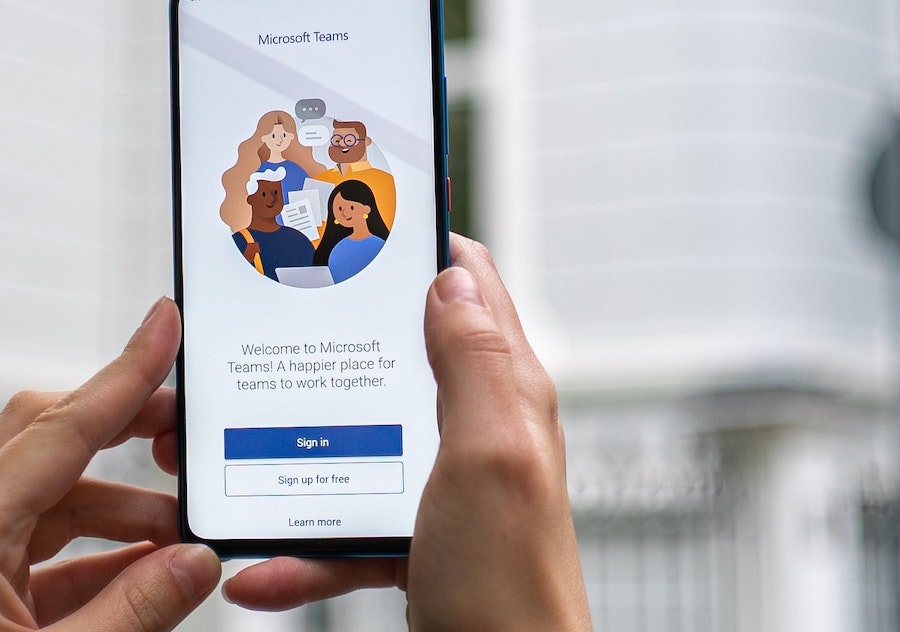 Microsoft Teams
Welcome to Microsoft
Teams! A happier place for
teams to work together.
Sign in
Sign up for free
Learn more